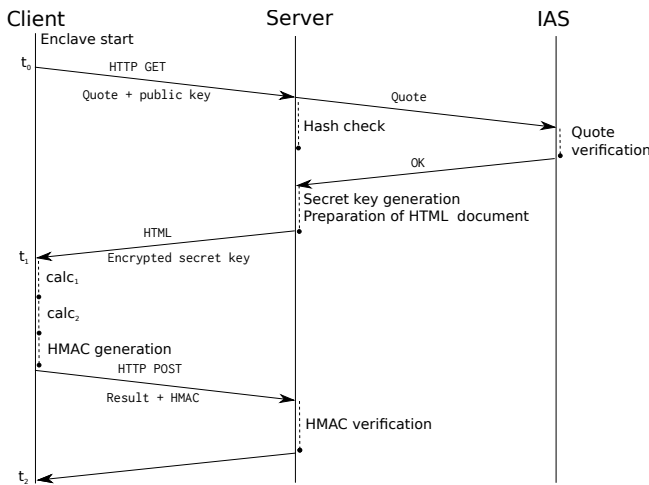 Client
Server
IAS
Enclave start
t₀
HTTP GET
Quote + public key
Quote
Hash check
Quote
verification
OK
Secret key generation
Preparation of HTML document
HTML
Encrypted secret key
t₁
calc₁
calc₂
HMAC generation
HTTP POST
Result + HMAC
HMAC verification
t₂